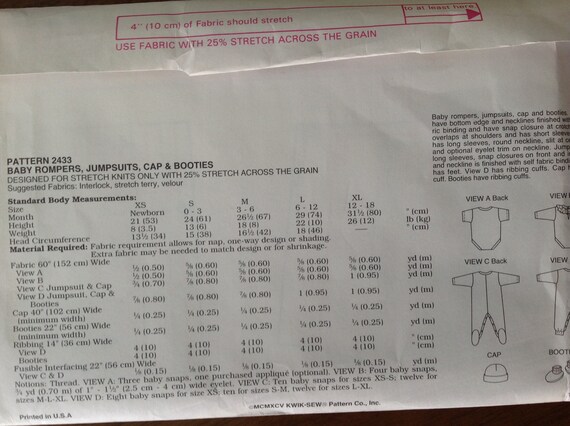 4" (10 cm) of Fabric should stretch
to at least here
USE FABRIC WITH 25% STRETCH ACROSS THE GRAIN
Baby rompers, jumpsuits, cap and booties
have bottom edge and necklines finished
ric binding and have snap closure at
overlaps at shoulders and has short
has long sleeves, round neckline, slit at
and optional eyelet trim on neckline.
long sleeves, snap closures on front and
and neckline is finished with self fabric
has feet. View D has ribbing cuffs. Cap
cuff. Booties have ribbing cuffs.
PATTERN 2433
BABY ROMPERS, JUMPSUITS, CAP & BOOTIES
DESIGNED FOR STRETCH KNITS ONLY WITH 25% STRETCH ACROSS THE GRAIN
Suggested Fabrics: Interlock, stretch terry, velour
Standard Body Measurements:
Size XS S M L XL
Month Newborn 0 - 3 3 - 6 6 - 12 12 - 18
Height 21 (53) 24 (61) 26½ (67) 29 (74) 31½ (80) " (cm)
Weight 8 (3.5) 13 (6) 18 (8) 22 (10) 26 (12) lb (kg)
Head Circumference 13½ (34) 15 (38) 16½ (42) 18 (46) — " (cm)
Material Required: Fabric requirement allows for nap, one-way design or shading.
Extra fabric may be needed to match design or for shrinkage.
Fabric 60" (152 cm) Wide
View A ½ (0.50) ⅝ (0.60) ⅝ (0.60) ⅝ (0.60) ⅝ (0.60) yd (m)
View B ½ (0.50) ⅝ (0.60) ⅝ (0.60) ⅝ (0.60) ⅝ (0.60) yd (m)
View C Jumpsuit & Cap ¾ (0.70) ⅞ (0.80) ⅞ (0.80) ⅞ (0.80) 1 (0.95) yd (m)
View D Jumpsuit, Cap &
Booties ⅞ (0.80) ⅞ (0.80) ⅞ (0.80) 1 (0.95) 1 (0.95) yd (m)
Cap 40" (102 cm) Wide
(minimum width) ¼ (0.25) ¼ (0.25) ¼ (0.25) ¼ (0.25) ¼ (0.25) yd (m)
Booties 22" (56 cm) Wide
(minimum width) ¼ (0.25) ¼ (0.25) ¼ (0.25) ¼ (0.25) ¼ (0.25) yd (m)
Ribbing 14" (36 cm) Wide
View D 4 (10) 4 (10) 4 (10) 4 (10) 4 (10) " (cm)
Booties 4 (10) 4 (10) 4 (10) 4 (10) 4 (10) " (cm)
Fusible Interfacing 22" (56 cm) Wide
View C & D ⅛ (0.15) ⅛ (0.15) ⅛ (0.15) ⅛ (0.15) ⅛ (0.15) yd (m)
Notions: Thread. VIEW A: Three baby snaps, one purchased appliqué (optional). VIEW B: Four baby snaps,
¾ yd (0.70 m) of 1" - 1½" (2.5 cm - 4 cm) wide eyelet. VIEW C: Ten baby snaps for sizes XS-S; twelve for
sizes M-L-XL. VIEW D: Eight baby snaps for size XS; ten for sizes S-M, twelve for sizes L-XL.
VIEW A Back
VIEW
VIEW C Back
VIEW
CAP
BOOT
©MCMXCV KWIK•SEW® Pattern Co., Inc.
Printed in U.S.A